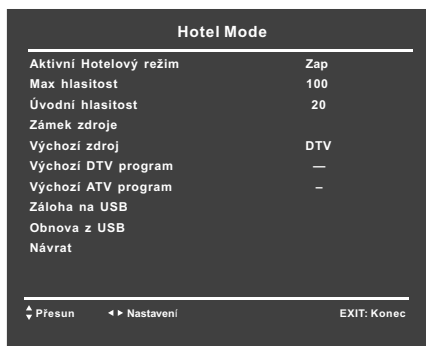 Hotel Mode
Aktivní Hotelový režim Zap
Max hlasitost 100
Úvodní hlasitost 20
Zámek zdroje
Výchozí zdroj DTV
Výchozí DTV program —
Výchozí ATV program –
Záloha na USB
Obnova z USB
Návrat
Přesun Nastavení EXIT: Konec